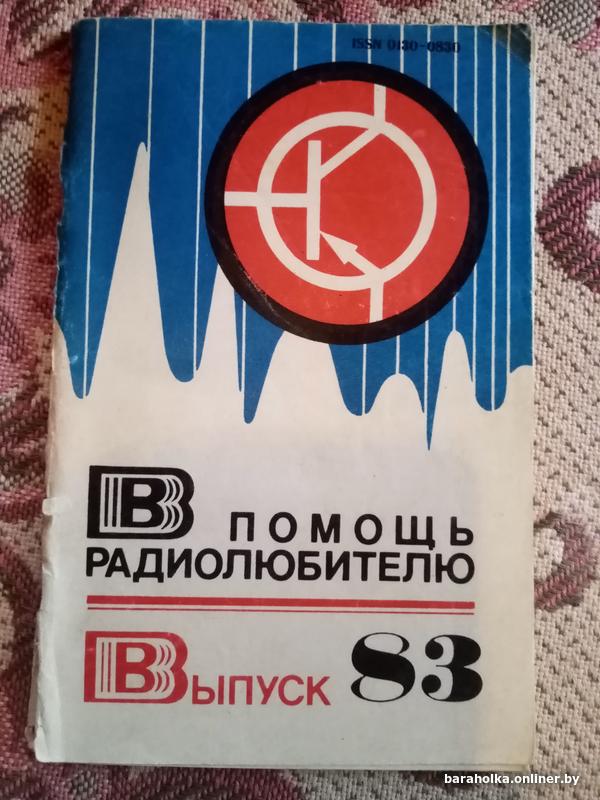 ISSN 0130-0830
В ПОМОЩЬ
РАДИОЛЮБИТЕЛЮ
Выпуск 83
baraholka.onliner.by